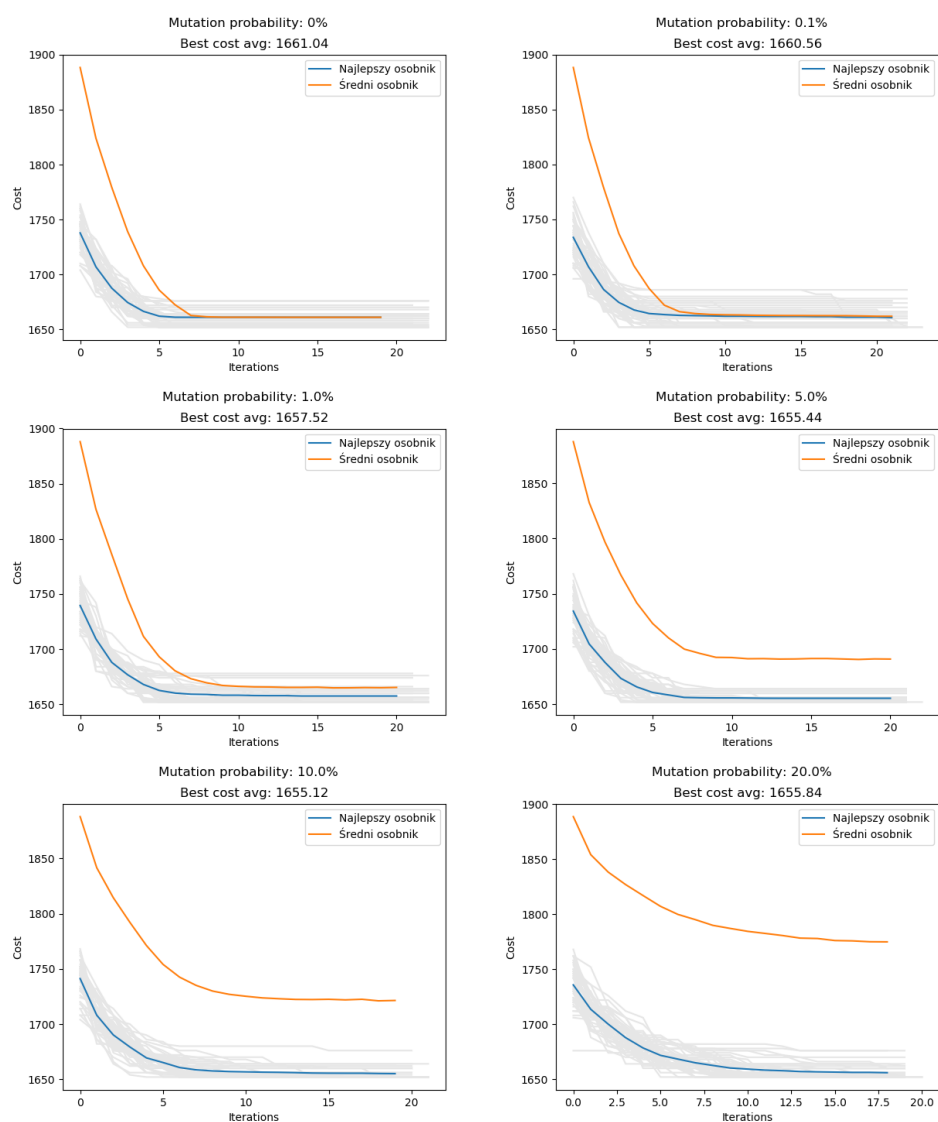 Mutation probability: 0%
Best cost avg: 1661.04
1900
1850
1800
1750
1700
1650
Cost
Najlepszy osobnik
Średni osobnik
0
5
10
15
20
Iterations
Mutation probability: 0.1%
Best cost avg: 1660.56
1900
1850
1800
1750
1700
1650
Cost
Najlepszy osobnik
Średni osobnik
0
5
10
15
20
Iterations
Mutation probability: 1.0%
Best cost avg: 1657.52
1900
1850
1800
1750
1700
1650
Cost
Najlepszy osobnik
Średni osobnik
0
5
10
15
20
Iterations
Mutation probability: 5.0%
Best cost avg: 1655.44
1900
1850
1800
1750
1700
1650
Cost
Najlepszy osobnik
Średni osobnik
0
5
10
15
20
Iterations
Mutation probability: 10.0%
Best cost avg: 1655.12
1850
1800
1750
1700
1650
Cost
Najlepszy osobnik
Średni osobnik
0
5
10
15
20
Iterations
Mutation probability: 20.0%
Best cost avg: 1655.84
1900
1850
1800
1750
1700
1650
Cost
Najlepszy osobnik
Średni osobnik
0.0
2.5
5.0
7.5
10.0
12.5
15.0
17.5
20.0
Iterations